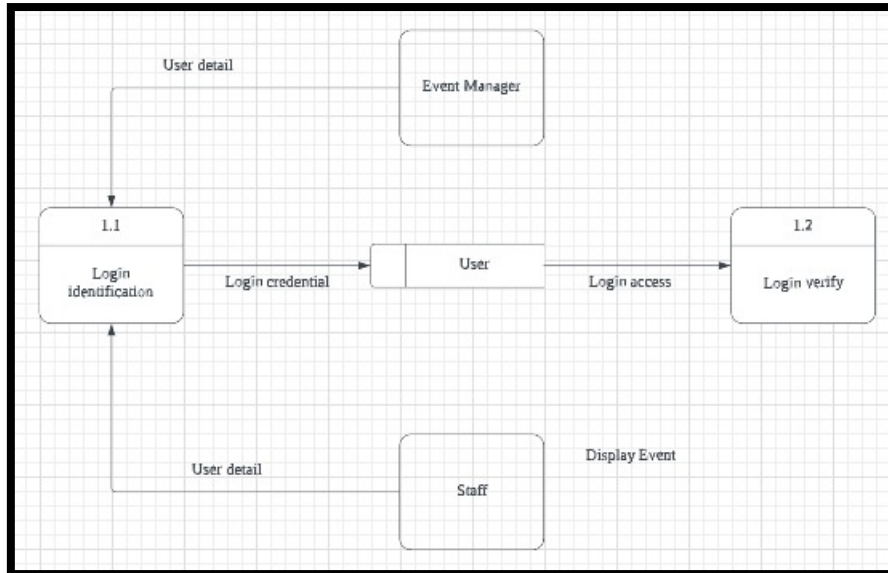 User detail
Event Manager
1.1
1.2
Login
identification
Login credential
User
Login access
Login verify
User detail
Staff
Display Event